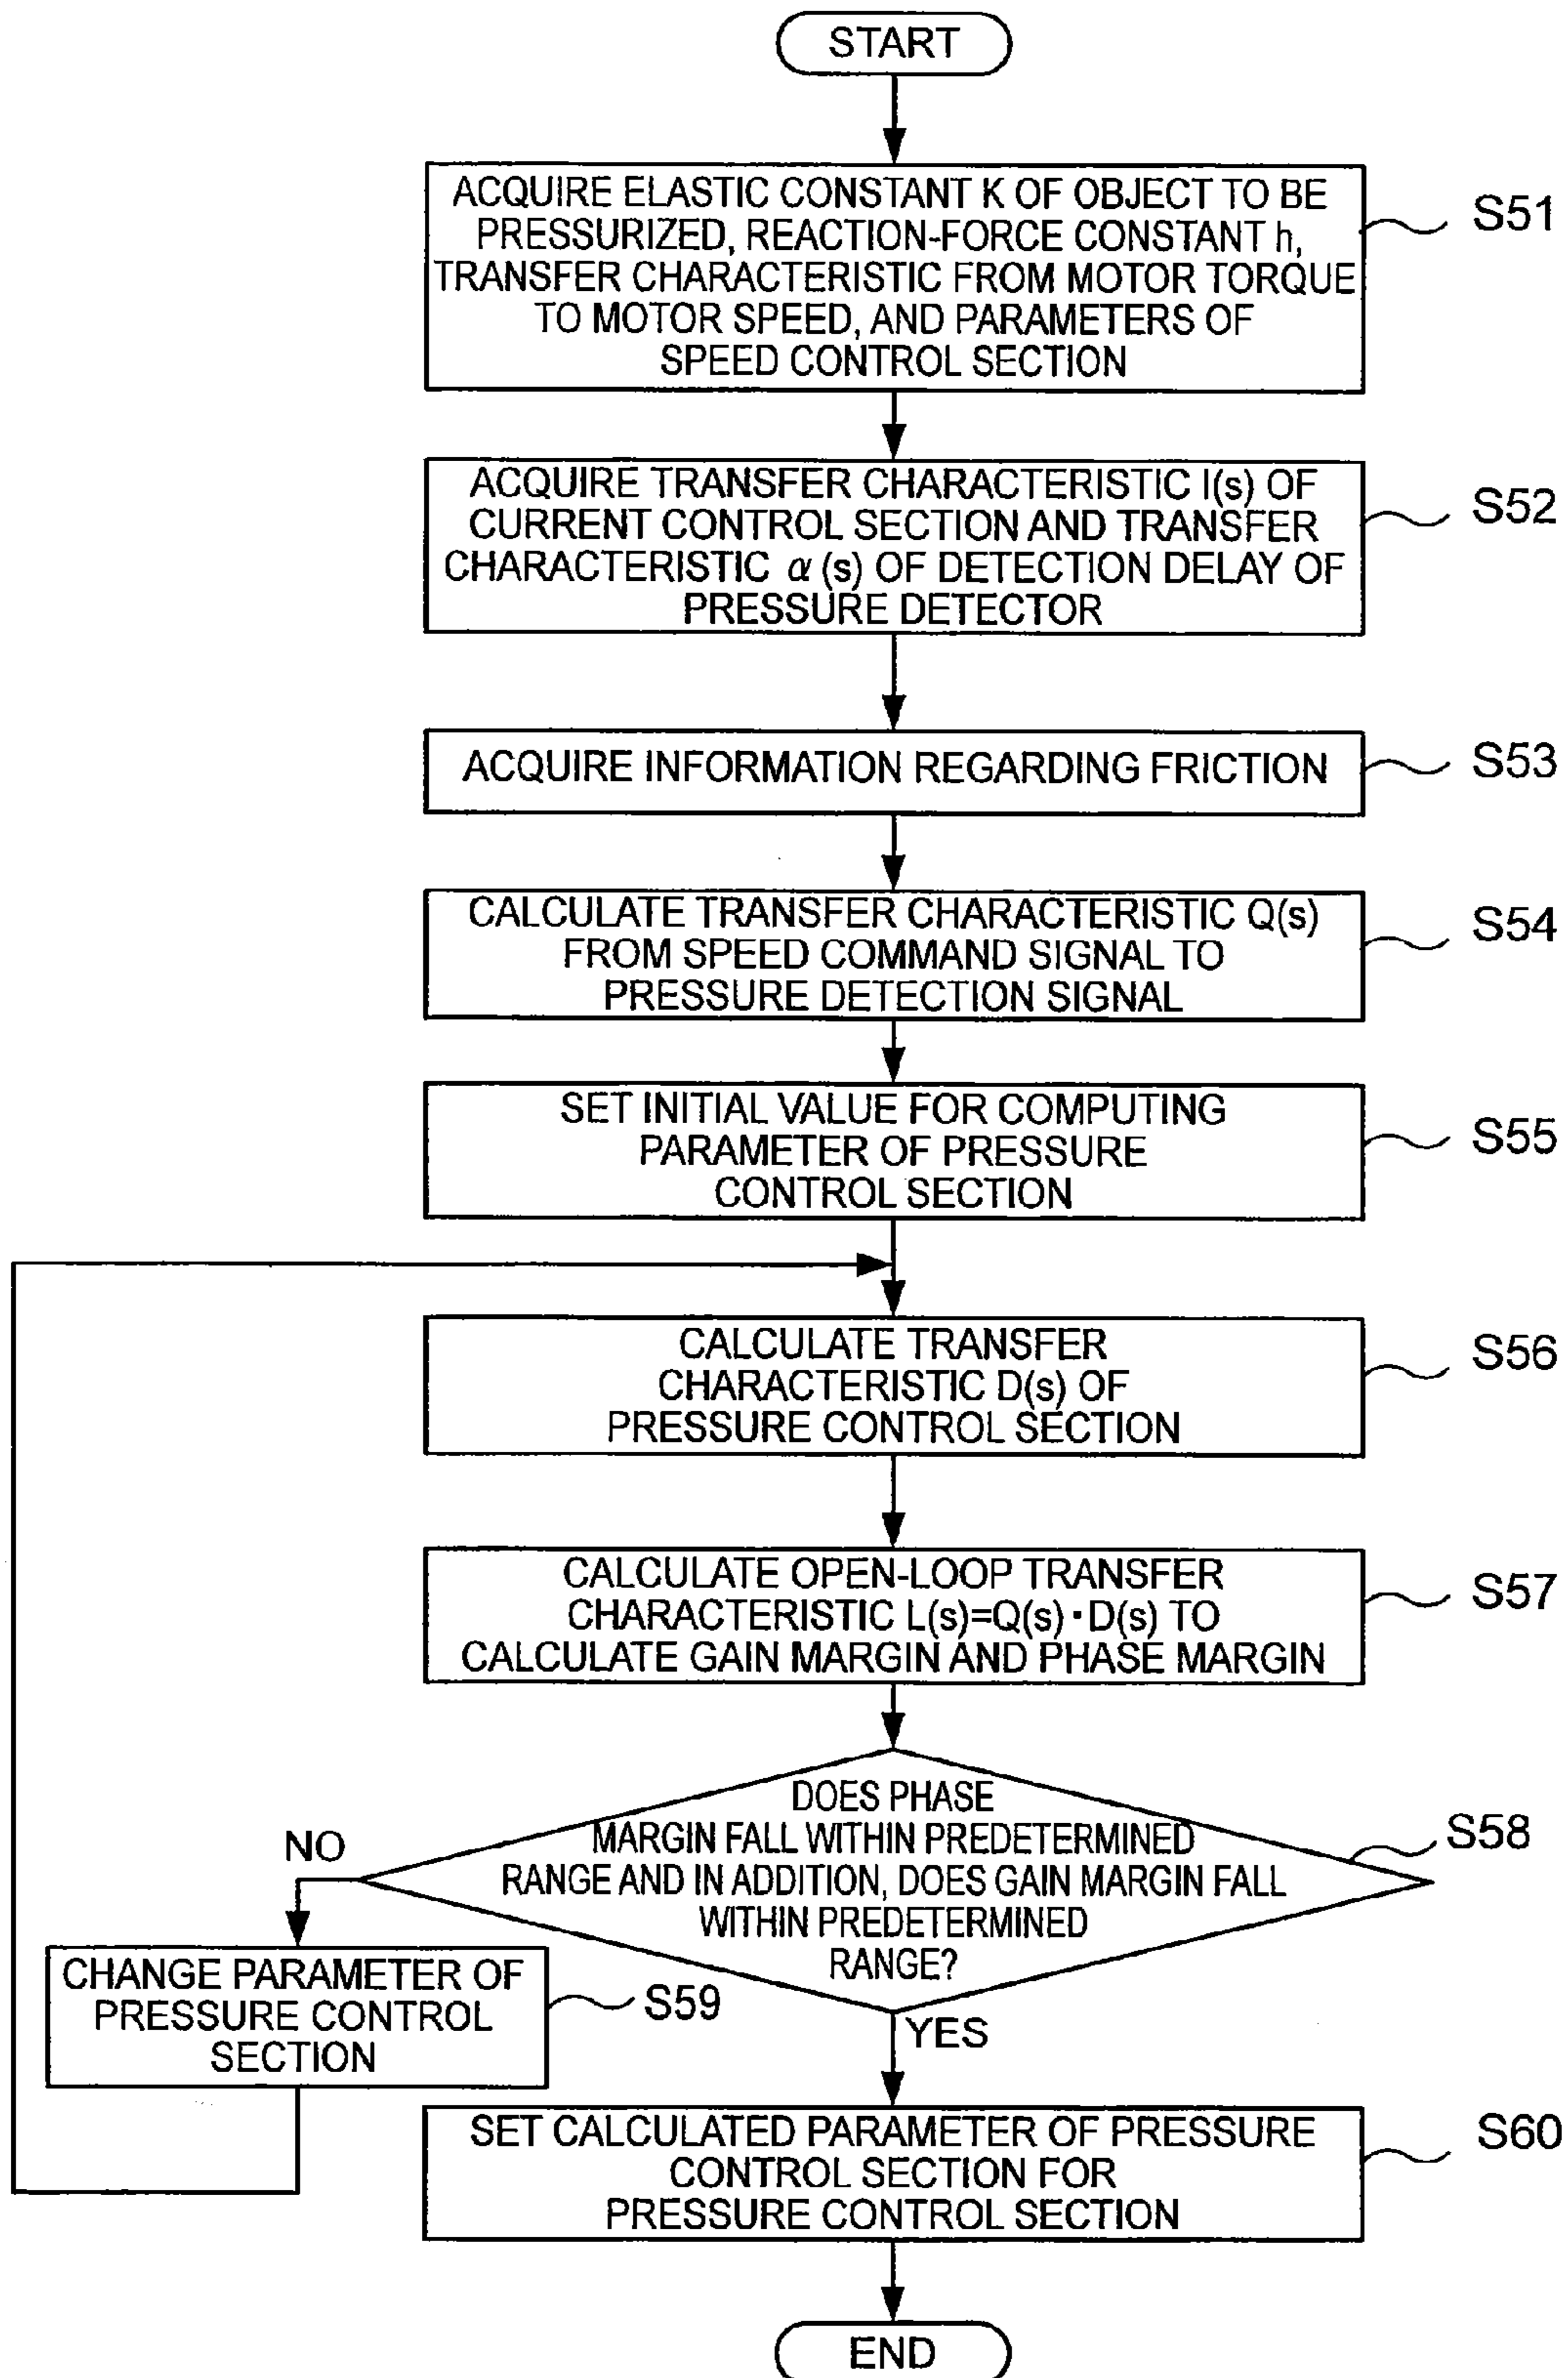 START
ACQUIRE ELASTIC CONSTANT K OF OBJECT TO BE
PRESSURIZED, REACTION-FORCE CONSTANT h,
TRANSFER CHARACTERISTIC FROM MOTOR TORQUE
TO MOTOR SPEED, AND PARAMETERS OF
SPEED CONTROL SECTION
S51
ACQUIRE TRANSFER CHARACTERISTIC I(s) OF
CURRENT CONTROL SECTION AND TRANSFER
CHARACTERISTIC α(s) OF DETECTION DELAY OF
PRESSURE DETECTOR
S52
ACQUIRE INFORMATION REGARDING FRICTION
S53
CALCULATE TRANSFER CHARACTERISTIC Q(s)
FROM SPEED COMMAND SIGNAL TO
PRESSURE DETECTION SIGNAL
S54
SET INITIAL VALUE FOR COMPUTING
PARAMETER OF PRESSURE
CONTROL SECTION
S55
CALCULATE TRANSFER
CHARACTERISTIC D(s) OF
PRESSURE CONTROL SECTION
S56
CALCULATE OPEN-LOOP TRANSFER
CHARACTERISTIC L(s)=Q(s)·D(s) TO
CALCULATE GAIN MARGIN AND PHASE MARGIN
S57
DOES PHASE
MARGIN FALL WITHIN PREDETERMINED
RANGE AND IN ADDITION, DOES GAIN MARGIN FALL
WITHIN PREDETERMINED
RANGE?
S58
NO
CHANGE PARAMETER OF
PRESSURE CONTROL
SECTION
S59
YES
SET CALCULATED PARAMETER OF PRESSURE
CONTROL SECTION FOR
PRESSURE CONTROL SECTION
S60
END